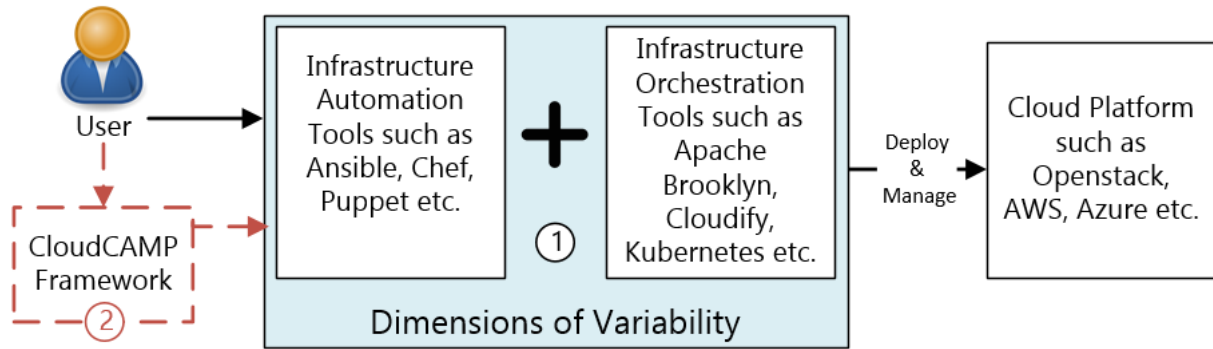 User
CloudCAMP
Framework
2
Infrastructure
Automation
Tools such as
Ansible, Chef,
Puppet etc.
1
Infrastructure
Orchestration
Tools such as
Apache
Brooklyn,
Cloudify,
Kubernetes etc.
Dimensions of Variability
Deploy
&
Manage
Cloud Platform
such as
Openstack,
AWS, Azure etc.